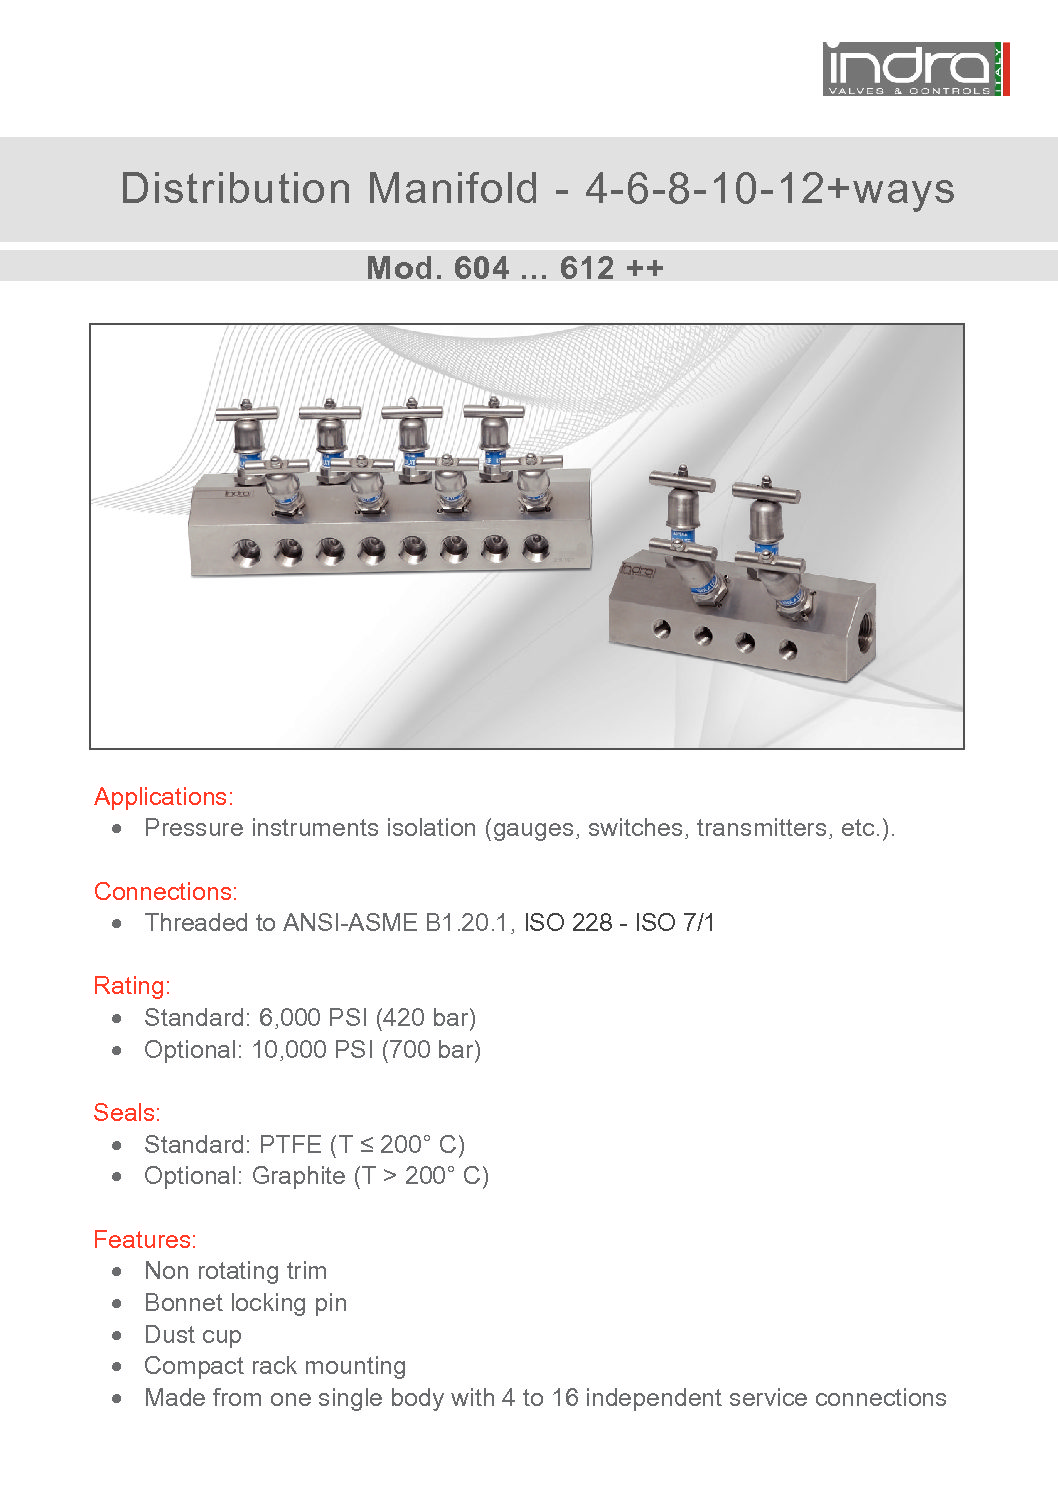 indra
VALVES & CONTROLS
ITALY
Distribution Manifold - 4-6-8-10-12+ways
Mod. 604 ... 612 ++
indra
indra
Applications:
• Pressure instruments isolation (gauges, switches, transmitters, etc.).
Connections:
• Threaded to ANSI-ASME B1.20.1, ISO 228 - ISO 7/1
Rating:
• Standard: 6,000 PSI (420 bar)
• Optional: 10,000 PSI (700 bar)
Seals:
• Standard: PTFE (T ≤ 200° C)
• Optional: Graphite (T > 200° C)
Features:
• Non rotating trim
• Bonnet locking pin
• Dust cup
• Compact rack mounting
• Made from one single body with 4 to 16 independent service connections